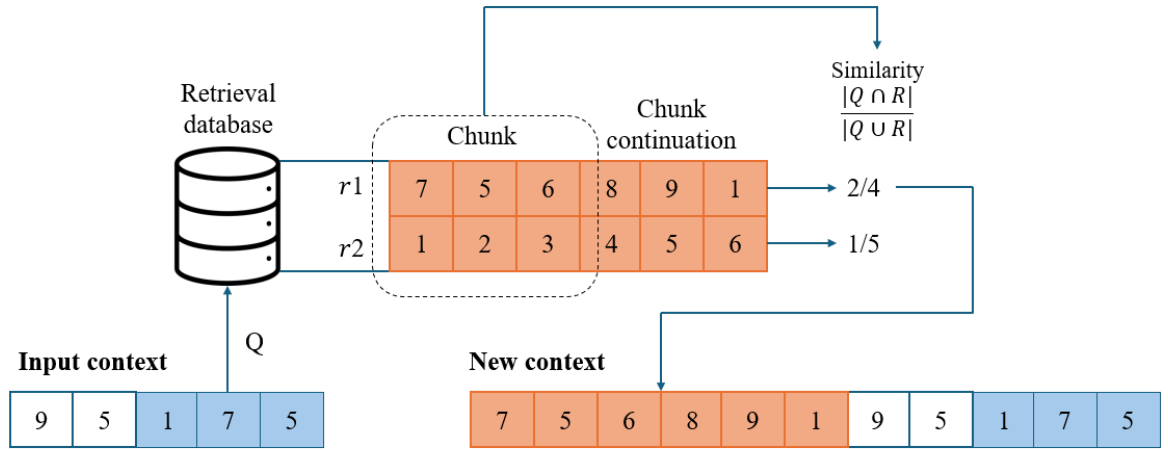 Retrieval
database
Chunk
Chunk
continuation
Similarity
|Q ∩ R|
|Q ∪ R|
r1
7 5 6 8 9 1
2/4
r2
1 2 3 4 5 6
1/5
Q
Input context
9 5 1 7 5
New context
7 5 6 8 9 1 9 5 1 7 5